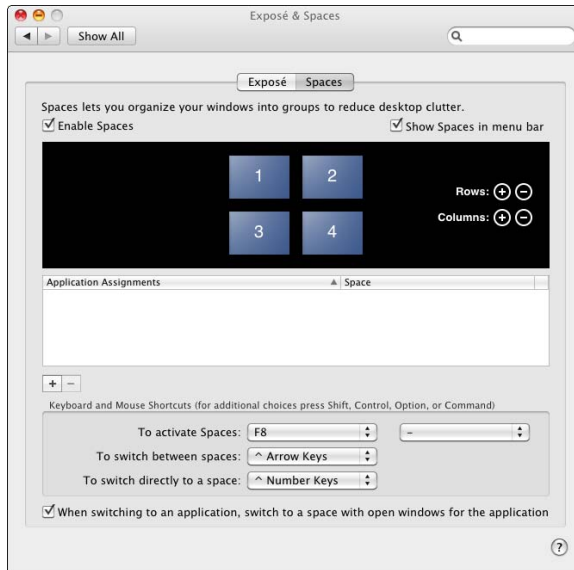 Exposé & Spaces
Show All
Exposé Spaces
Spaces lets you organize your windows into groups to reduce desktop clutter.
Enable Spaces Show Spaces in menu bar
1 2
Rows: + −
Columns: + −
3 4
Application Assignments Space
+ −
Keyboard and Mouse Shortcuts (for additional choices press Shift, Control, Option, or Command)
To activate Spaces: F8 –
To switch between spaces: ^ Arrow Keys
To switch directly to a space: ^ Number Keys
When switching to an application, switch to a space with open windows for the application
?